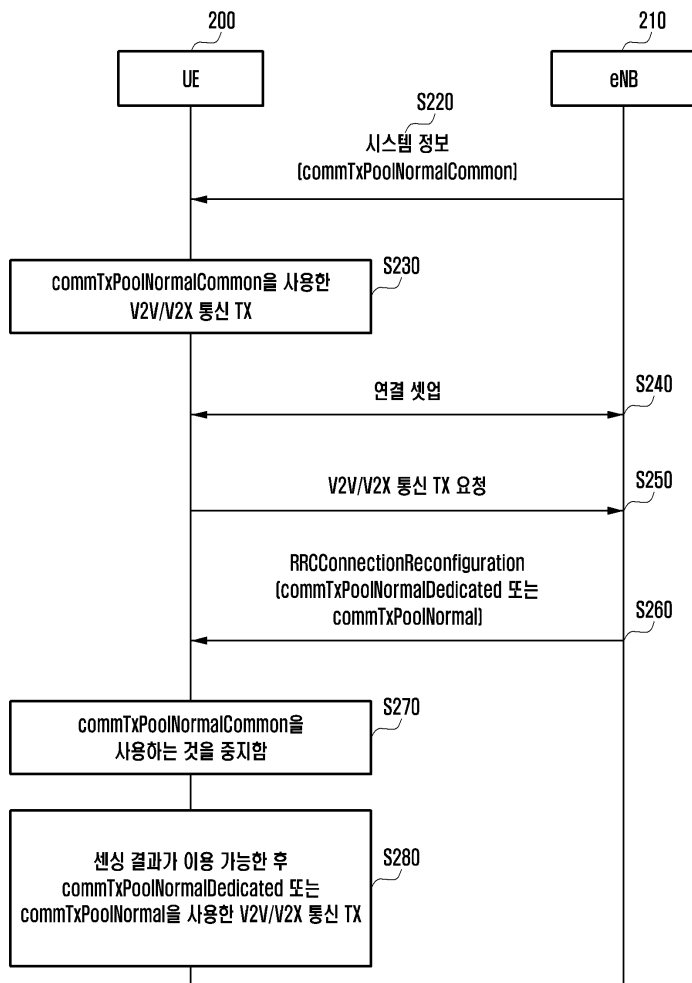 200
210
UE
eNB
S220
시스템 정보
(commTxPoolNormalCommon)
commTxPoolNormalCommon을 사용한
V2V/V2X 통신 TX
S230
연결 셋업
S240
V2V/V2X 통신 TX 요청
S250
RRCConnectionReconfiguration
(commTxPoolNormalDedicated 또는
commTxPoolNormal)
S260
commTxPoolNormalCommon을
사용하는 것을 중지함
S270
센싱 결과가 이용 가능한 후
commTxPoolNormalDedicated 또는
commTxPoolNormal을 사용한 V2V/V2X 통신 TX
S280